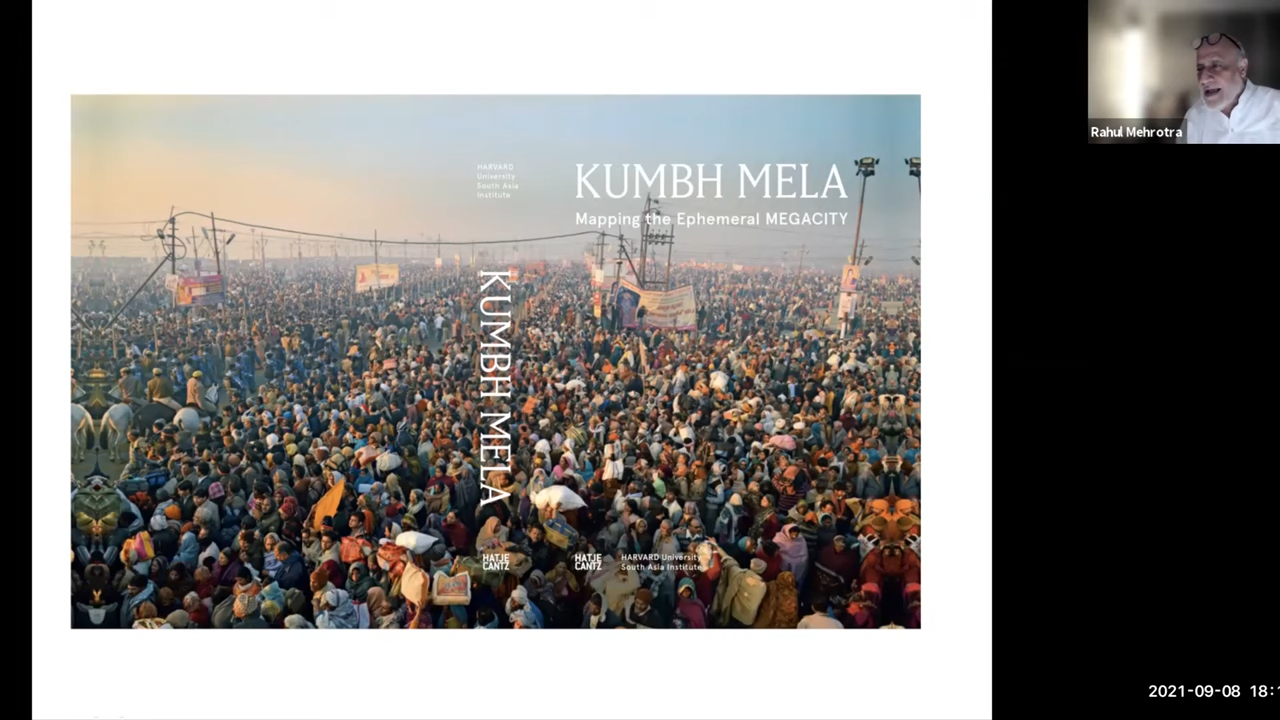 HARVARD
University
South Asia
Institute
KUMBH MELA
Mapping the Ephemeral MEGACITY
KUMBH MELA
HATJE
CANTZ
HATJE
CANTZ
HARVARD University
South Asia Institute
Rahul Mehrotra
2021-09-08 18:1